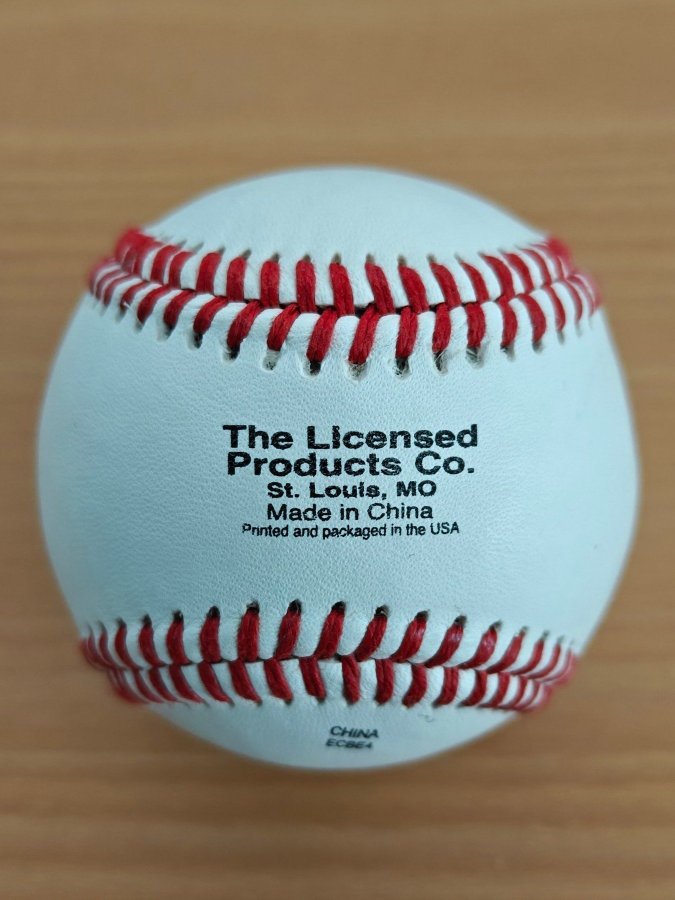 The Licensed
Products Co.
St. Louis, MO
Made in China
Printed and packaged in the USA
CHINA
ECBE4